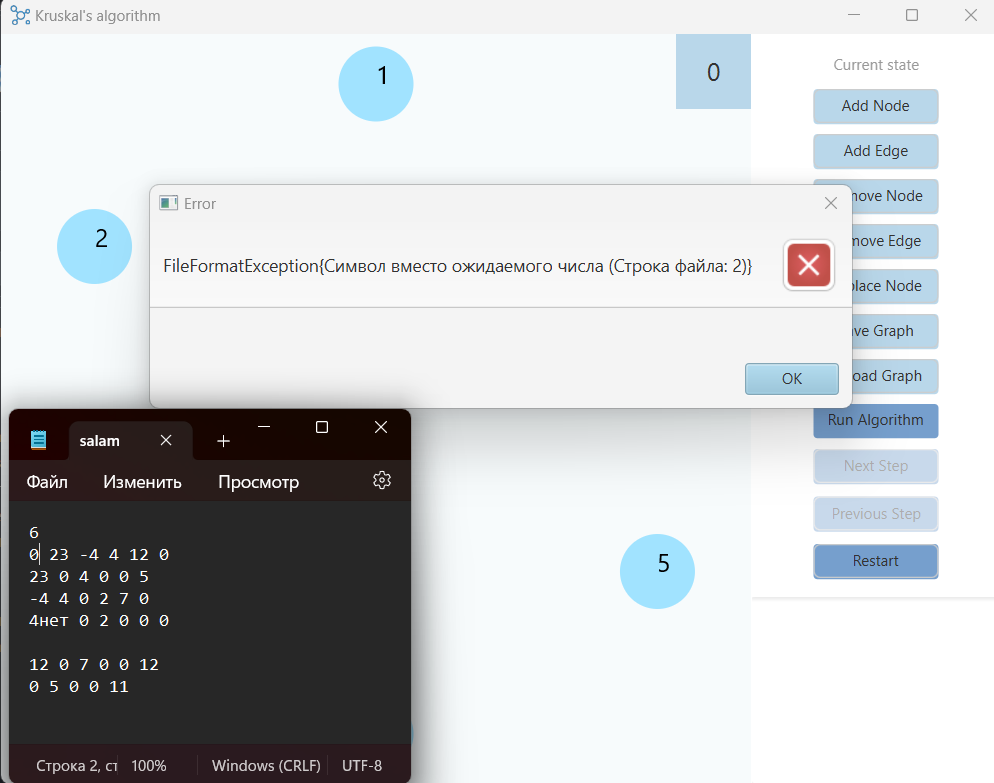 Kruskal's algorithm
1
0
Current state
Add Node
Add Edge
2
Error
move Node
FileFormatException{Символ вместо ожидаемого числа (Строка файла: 2)}
move Edge
place Node
ve Graph
OK
oad Graph
Run Algorithm
salam
Next Step
Файл Изменить Просмотр
Previous Step
6
0 23 -4 4 12 0
23 0 4 0 0 5
-4 4 0 2 7 0
4нет 0 2 0 0 0
12 0 7 0 0 12
0 5 0 0 11
5
Restart
Строка 2, ст 100% Windows (CRLF) UTF-8